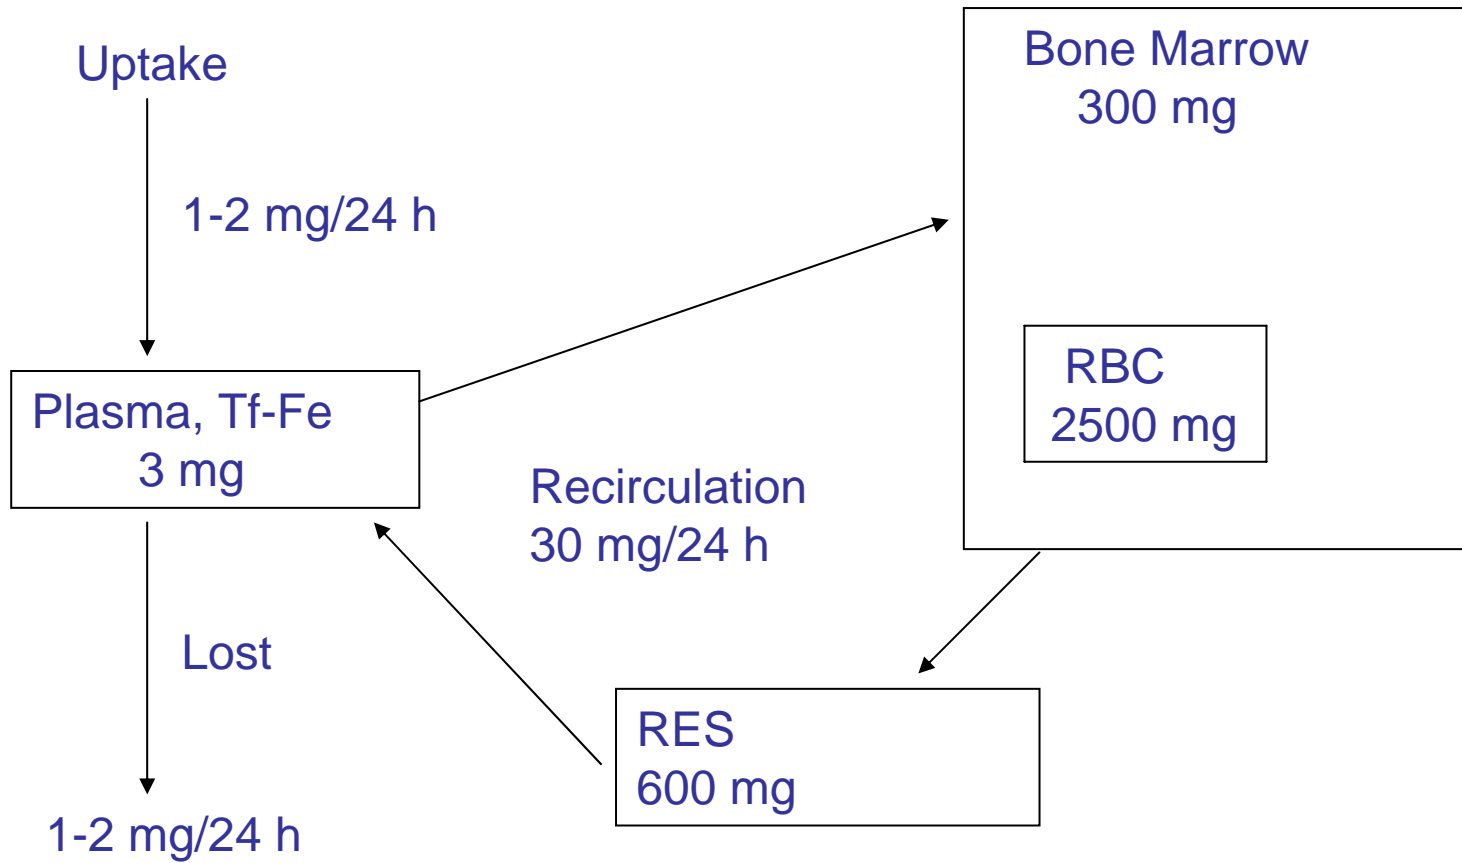 Uptake
1-2 mg/24 h
Plasma, Tf-Fe
3 mg
Lost
1-2 mg/24 h
Recirculation
30 mg/24 h
Bone Marrow
300 mg
RBC
2500 mg
RES
600 mg